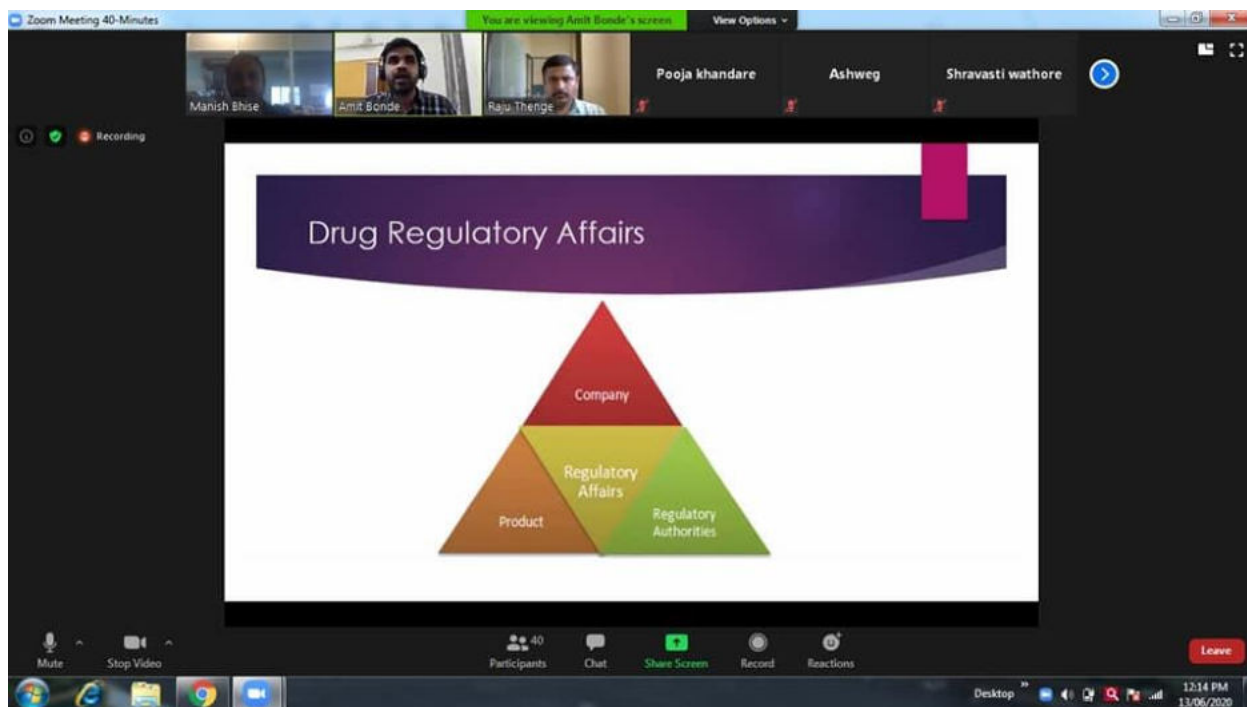 Zoom Meeting 40-Minutes
You are viewing Amit Bonde's screen
View Options
Manish Bhise
Amit Bonde
Raju Thenge
Pooja khandare
Ashweg
Shravasti wathore
Recording
Drug Regulatory Affairs
Company
Regulatory
Affairs
Product
Regulatory
Authorities
Mute
Stop Video
Participants
40
Chat
Share Screen
Record
Reactions
Leave
Desktop
12:14 PM
13/06/2020